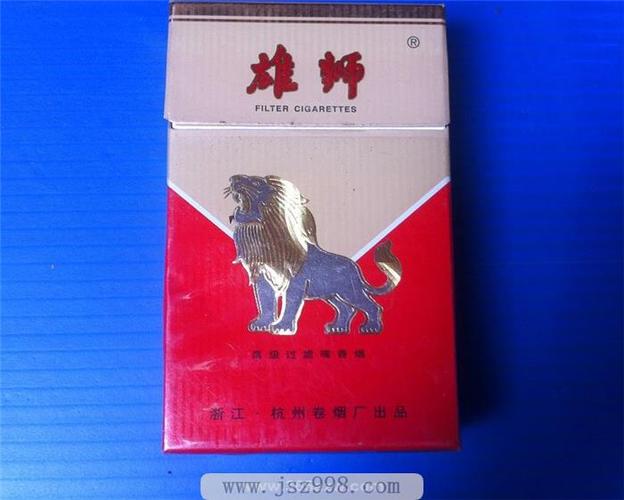 雄狮 ®
FILTER CIGARETTES
高级过滤嘴香烟
浙江·杭州卷烟厂出品
www.jsz998.com